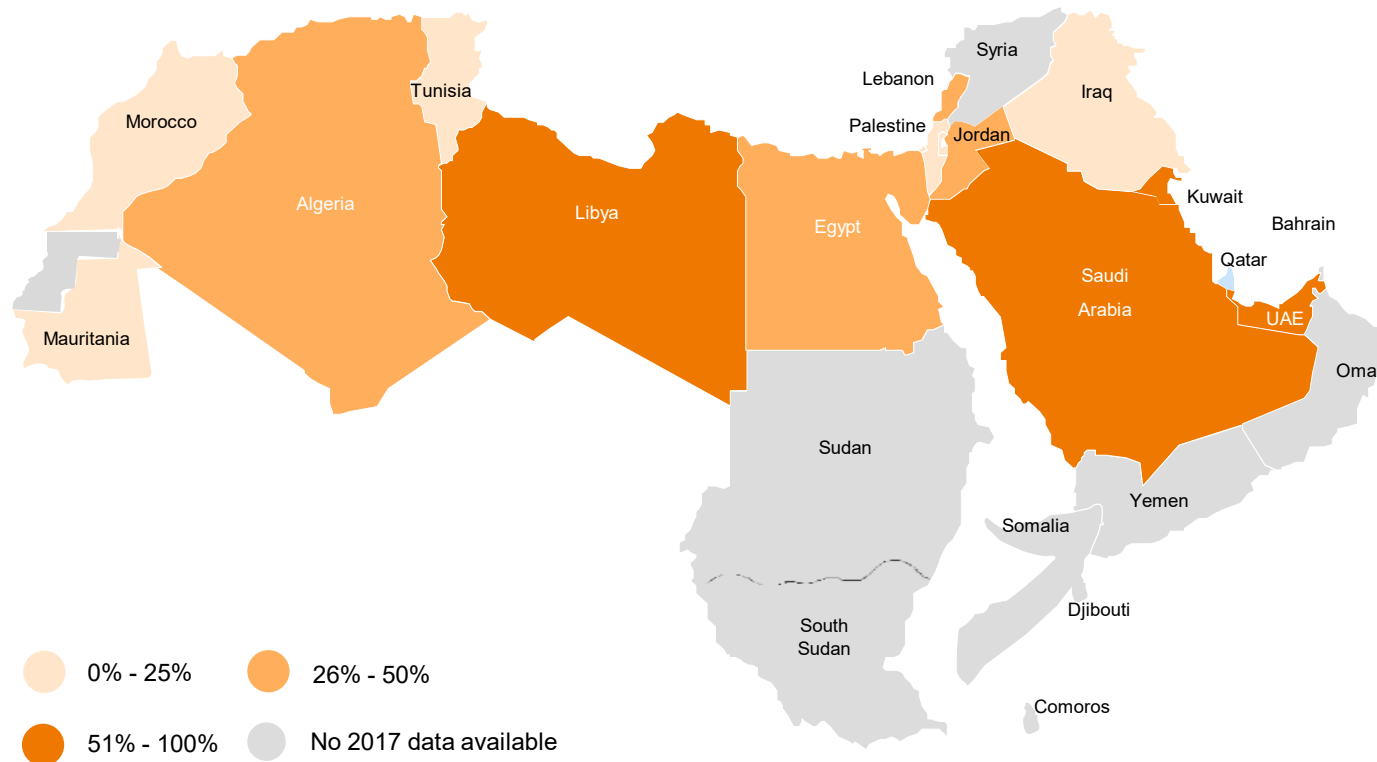 Syria
Lebanon
Iraq
Tunisia
Morocco
Palestine
Jordan
Algeria
Libya
Egypt
Kuwait
Bahrain
Qatar
Saudi
Arabia
UAE
Mauritania
Oma
Sudan
Yemen
Somalia
Djibouti
South
Sudan
0% - 25%
26% - 50%
Comoros
51% - 100%
No 2017 data available